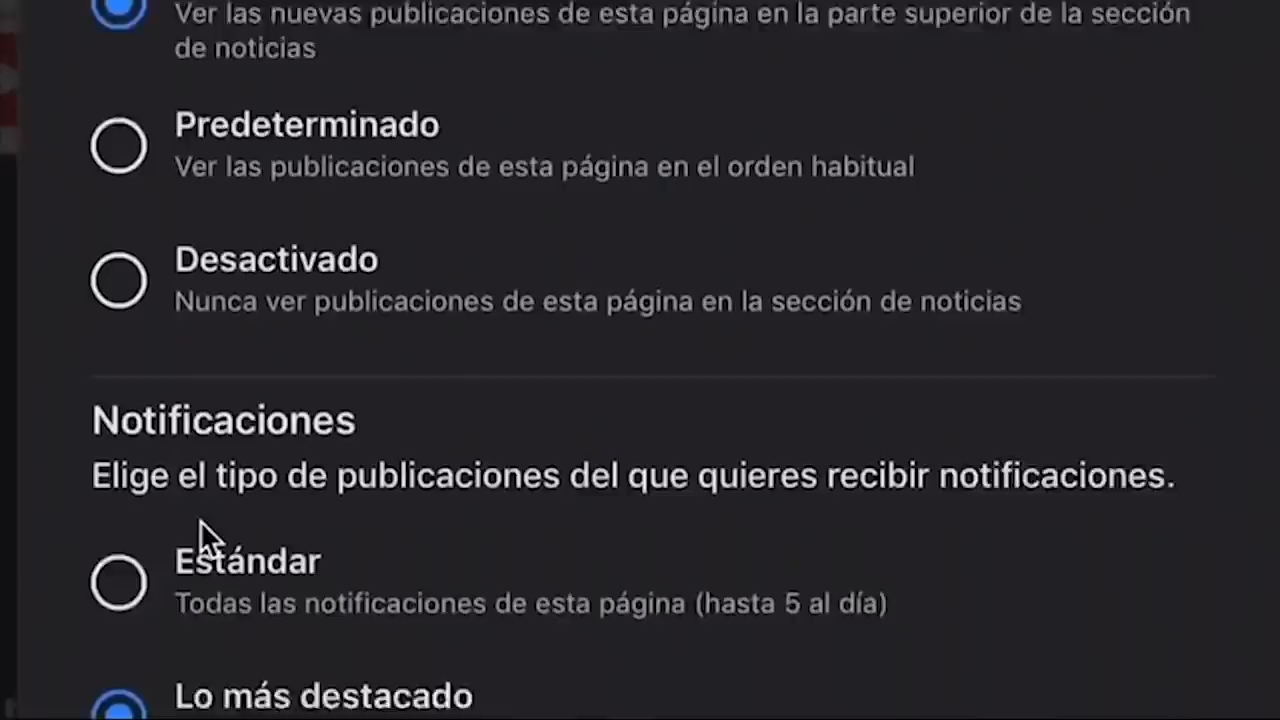 Ver las nuevas publicaciones de esta página en la parte superior de la sección
de noticias
Predeterminado
Ver las publicaciones de esta página en el orden habitual
Desactivado
Nunca ver publicaciones de esta página en la sección de noticias
Notificaciones
Elige el tipo de publicaciones del que quieres recibir notificaciones.
Estándar
Todas las notificaciones de esta página (hasta 5 al día)
Lo más destacado